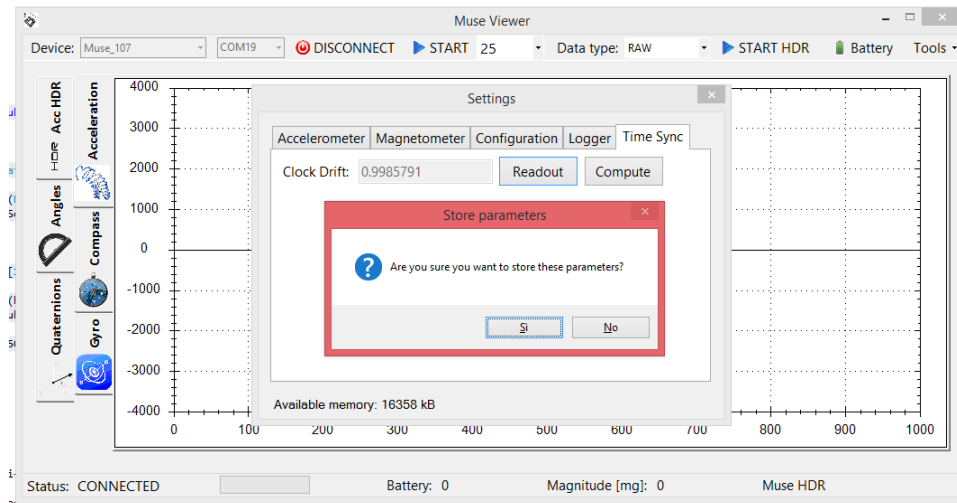 Muse Viewer
Device: Muse_107 COM19 DISCONNECT START 25 Data type: RAW START HDR Battery Tools
Acc HDR
HDR
Acceleration
Angles
Compass
Quaternions
Gyro
4000
3000
2000
1000
0
-1000
-2000
-3000
-4000
0 100 200 300 400 500 600 700 800 900 1000
Settings
Accelerometer Magnetometer Configuration Logger Time Sync
Clock Drift: 0.9985791 Readout Compute
Store parameters
Are you sure you want to store these parameters?
Sì No
Available memory: 16358 kB
Status: CONNECTED Battery: 0 Magnitude [mg]: 0 Muse HDR